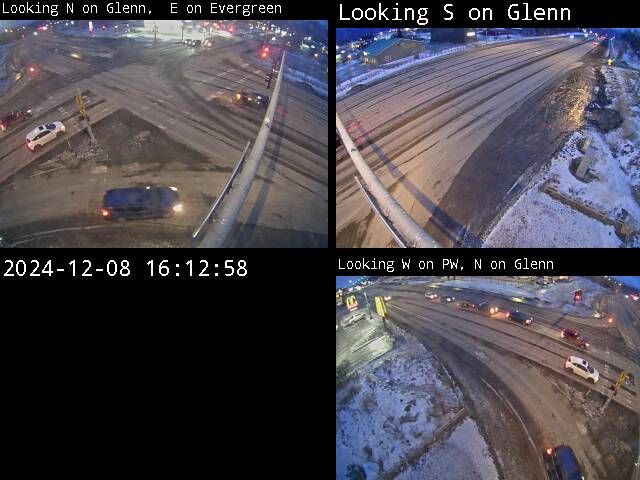 Looking N on Glenn,  E on Evergreen
Looking S on Glenn
2024-12-08 16:12:58
Looking W on PW, N on Glenn